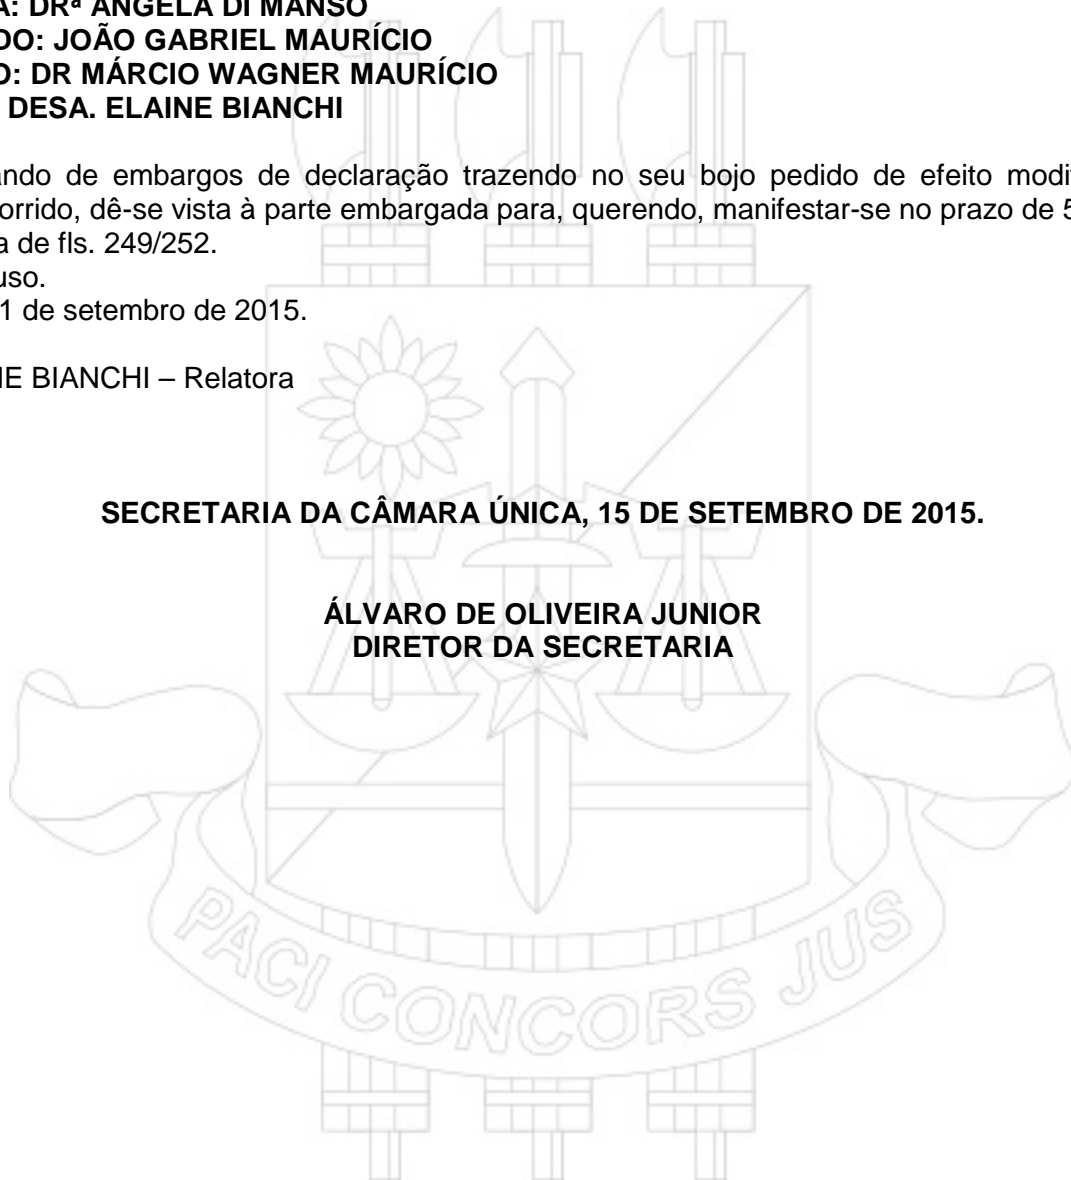 A: DRª ANGELA DI MANSO
DO: JOÃO GABRIEL MAURÍCIO
O: DR MÁRCIO WAGNER MAURÍCIO
DESA. ELAINE BIANCHI
ando de embargos de declaração trazendo no seu bojo pedido de efeito modi
orrido, dê-se vista à parte embargada para, querendo, manifestar-se no prazo de 5
a de fls. 249/252.
uso.
1 de setembro de 2015.
NE BIANCHI – Relatora
SECRETARIA DA CÂMARA ÚNICA, 15 DE SETEMBRO DE 2015.
ÁLVARO DE OLIVEIRA JUNIOR
DIRETOR DA SECRETARIA
PACI CONCORS JUS